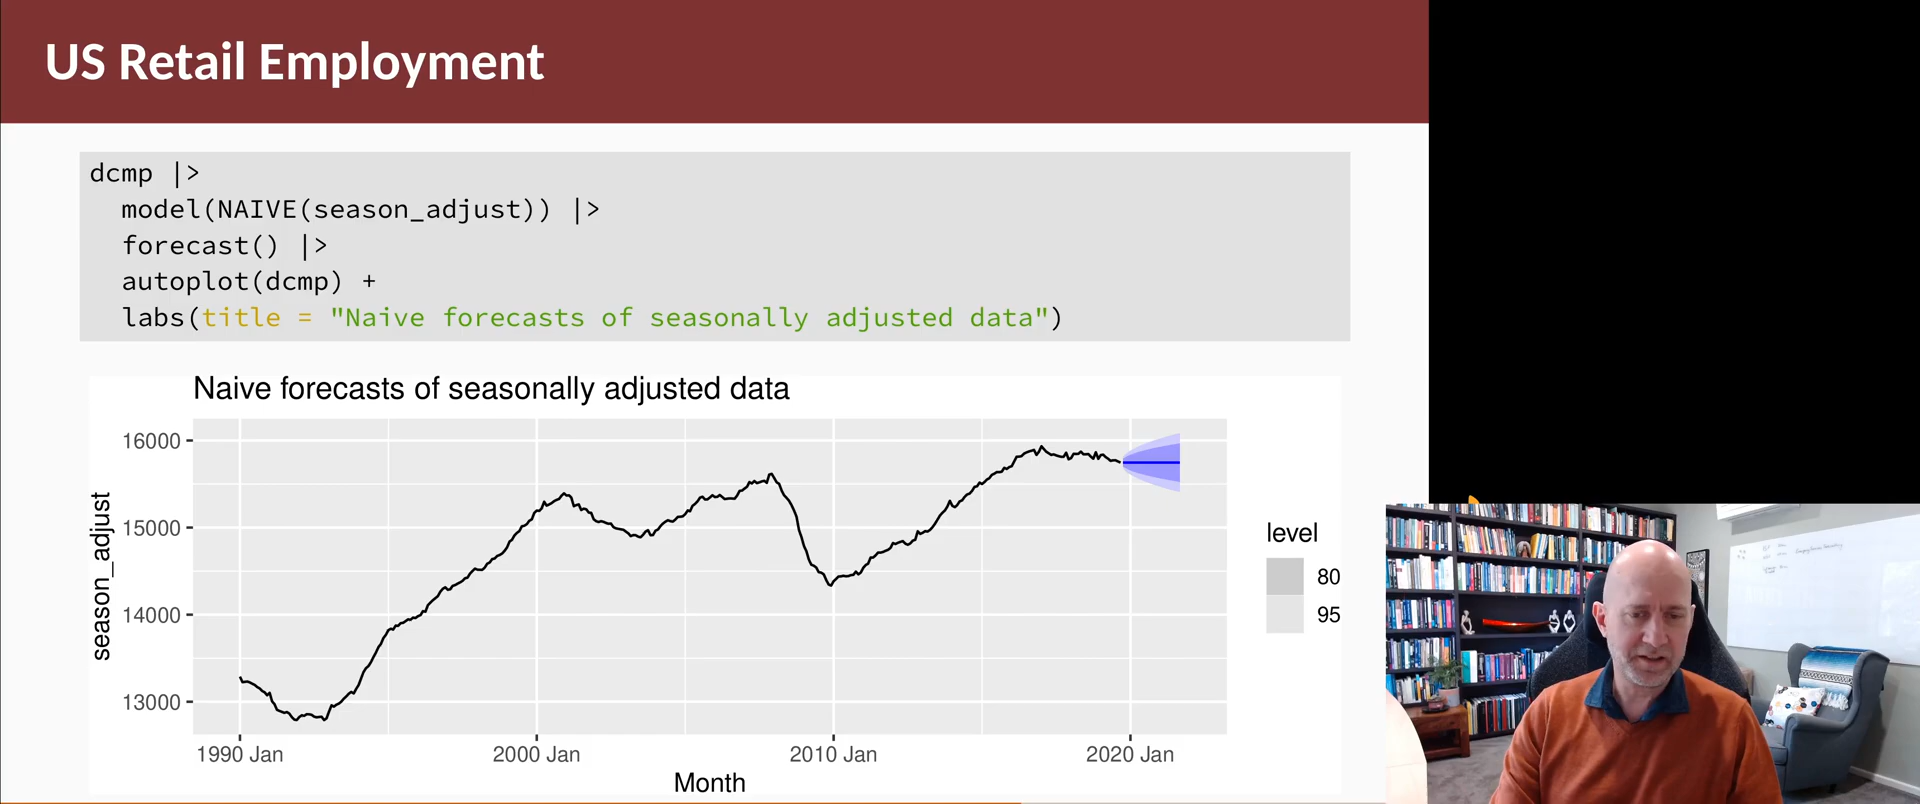 US Retail Employment
dcmp |>
model(NAIVE(season_adjust)) |>
forecast() |>
autoplot(dcmp) +
labs(title = "Naive forecasts of seasonally adjusted data")
Naive forecasts of seasonally adjusted data
16000
15000
14000
13000
season_adjust
1990 Jan
2000 Jan
2010 Jan
2020 Jan
Month
level
80
95